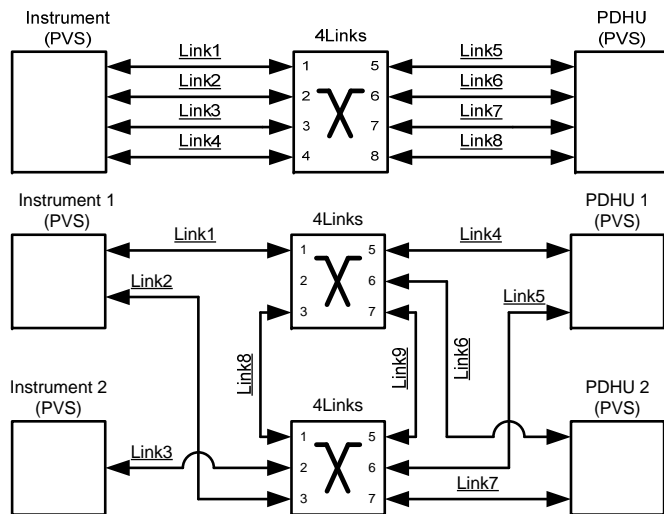 Instrument
(PVS)
4Links
PDHU
(PVS)
Link1
1
5
Link5
Link2
2
6
Link6
Link3
3
7
Link7
Link4
4
8
Link8
Instrument 1
(PVS)
4Links
PDHU 1
(PVS)
Link1
1
5
Link4
Link2
2
6
Link5
3
7
Link8
Link9
Link6
Instrument 2
(PVS)
4Links
PDHU 2
(PVS)
1
5
Link3
2
6
3
7
Link7